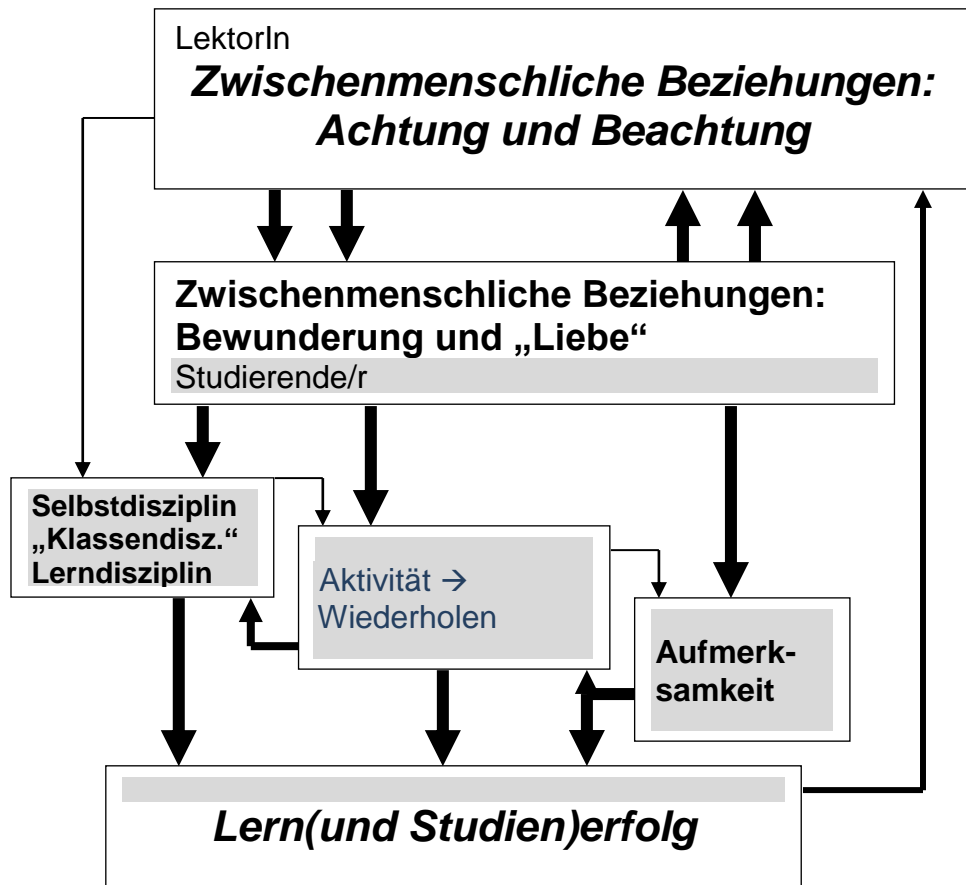 LektorIn
Zwischenmenschliche Beziehungen:
Achtung und Beachtung
Zwischenmenschliche Beziehungen:
Bewunderung und „Liebe“
Studierende/r
Selbstdisziplin
„Klassendisz.“
Lerndisziplin
Aktivität →
Wiederholen
Aufmerk-
samkeit
Lern(und Studien)erfolg